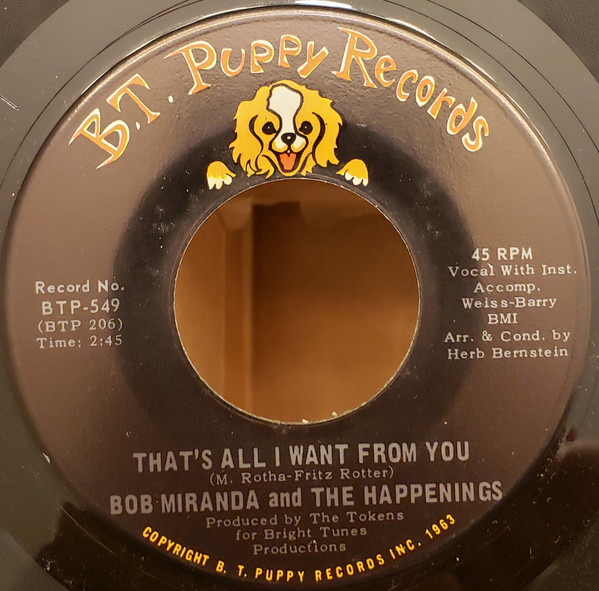 B.T. Puppy Records
Record No.
BTP-549
(BTP 206)
Time: 2:45
45 RPM
Vocal With Inst.
Accomp.
Weiss-Barry
BMI
Arr. & Cond. by
Herb Bernstein
THAT'S ALL I WANT FROM YOU
(M. Rotha-Fritz Rotter)
BOB MIRANDA and THE HAPPENINGS
Produced by The Tokens
for Bright Tunes
Productions
COPYRIGHT B. T. PUPPY RECORDS INC. 1963